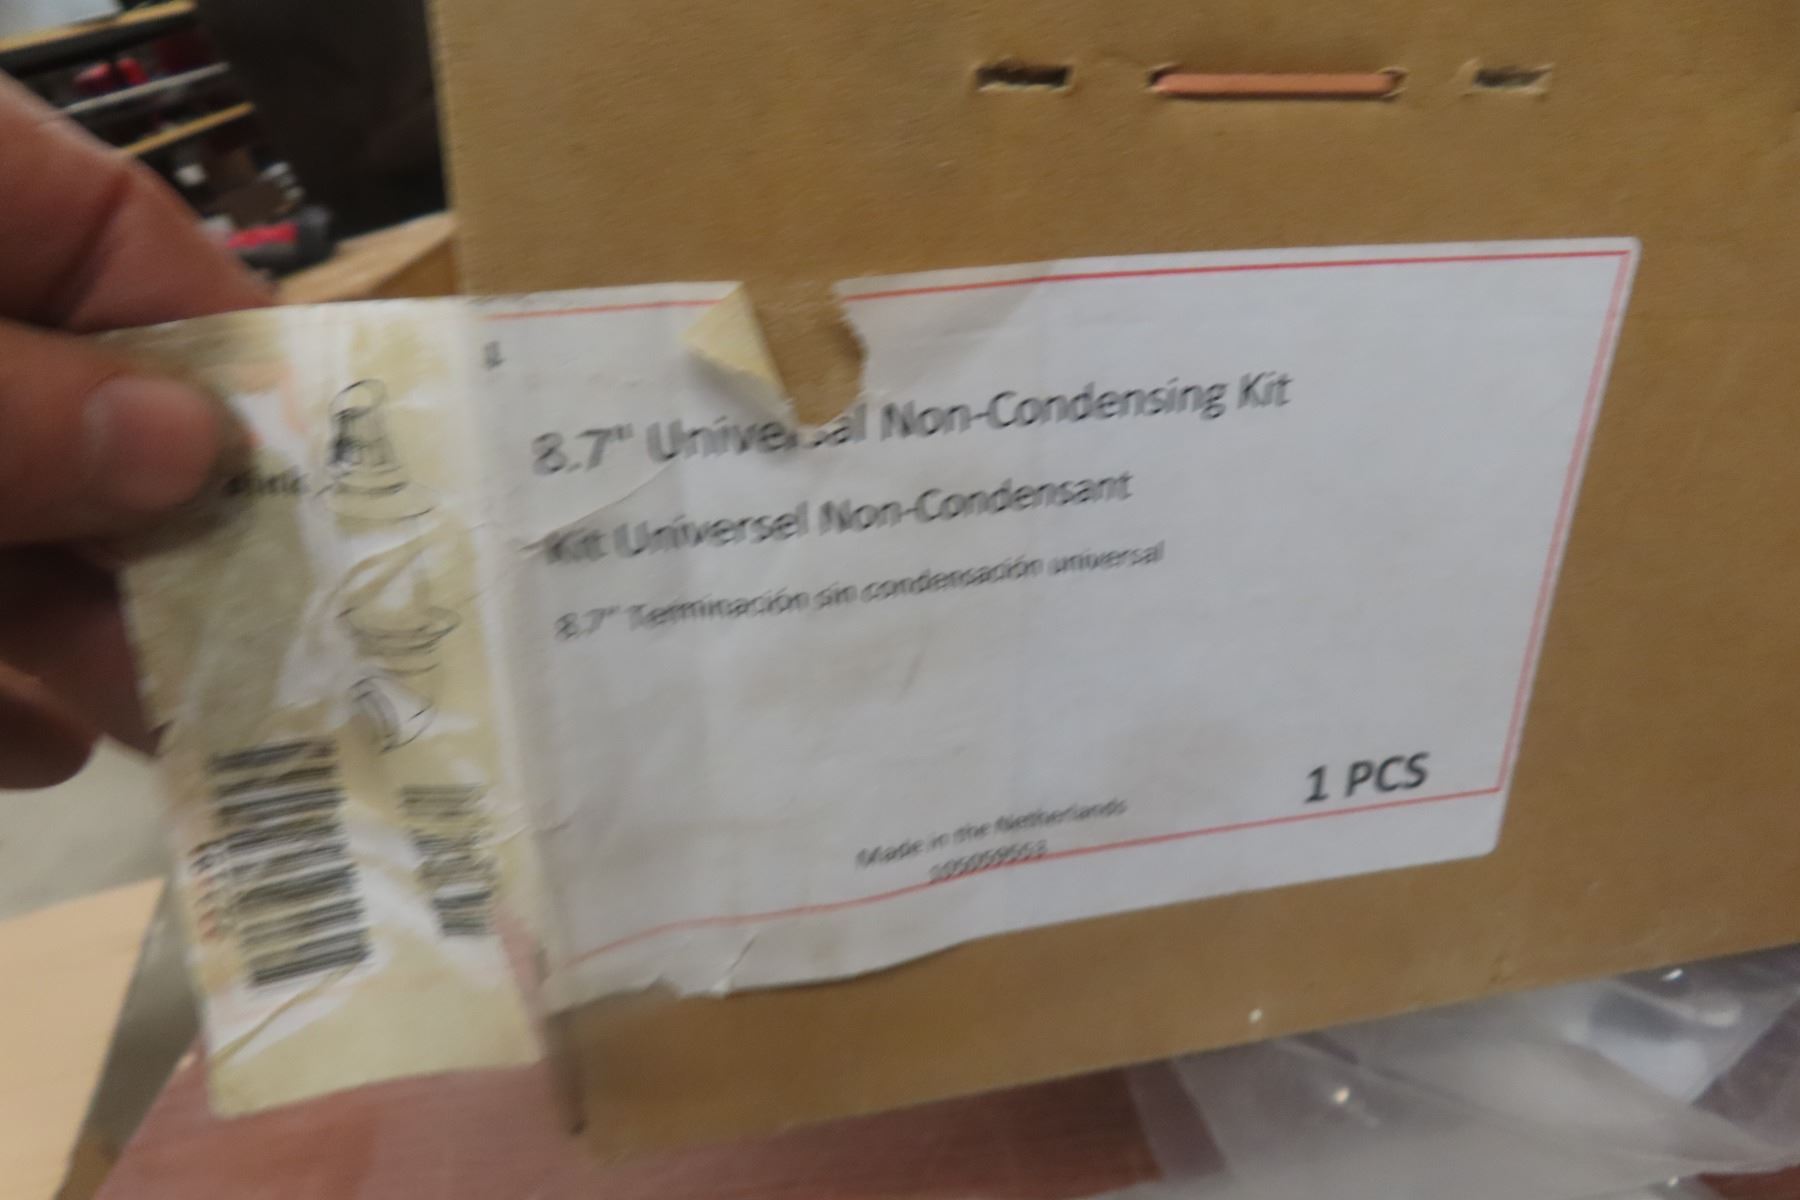 8.7" Universal Non-Condensing Kit
Kit Universel Non-Condensant
8.7" Terminación sin condensación universal
1 PCS
Made in the Netherlands